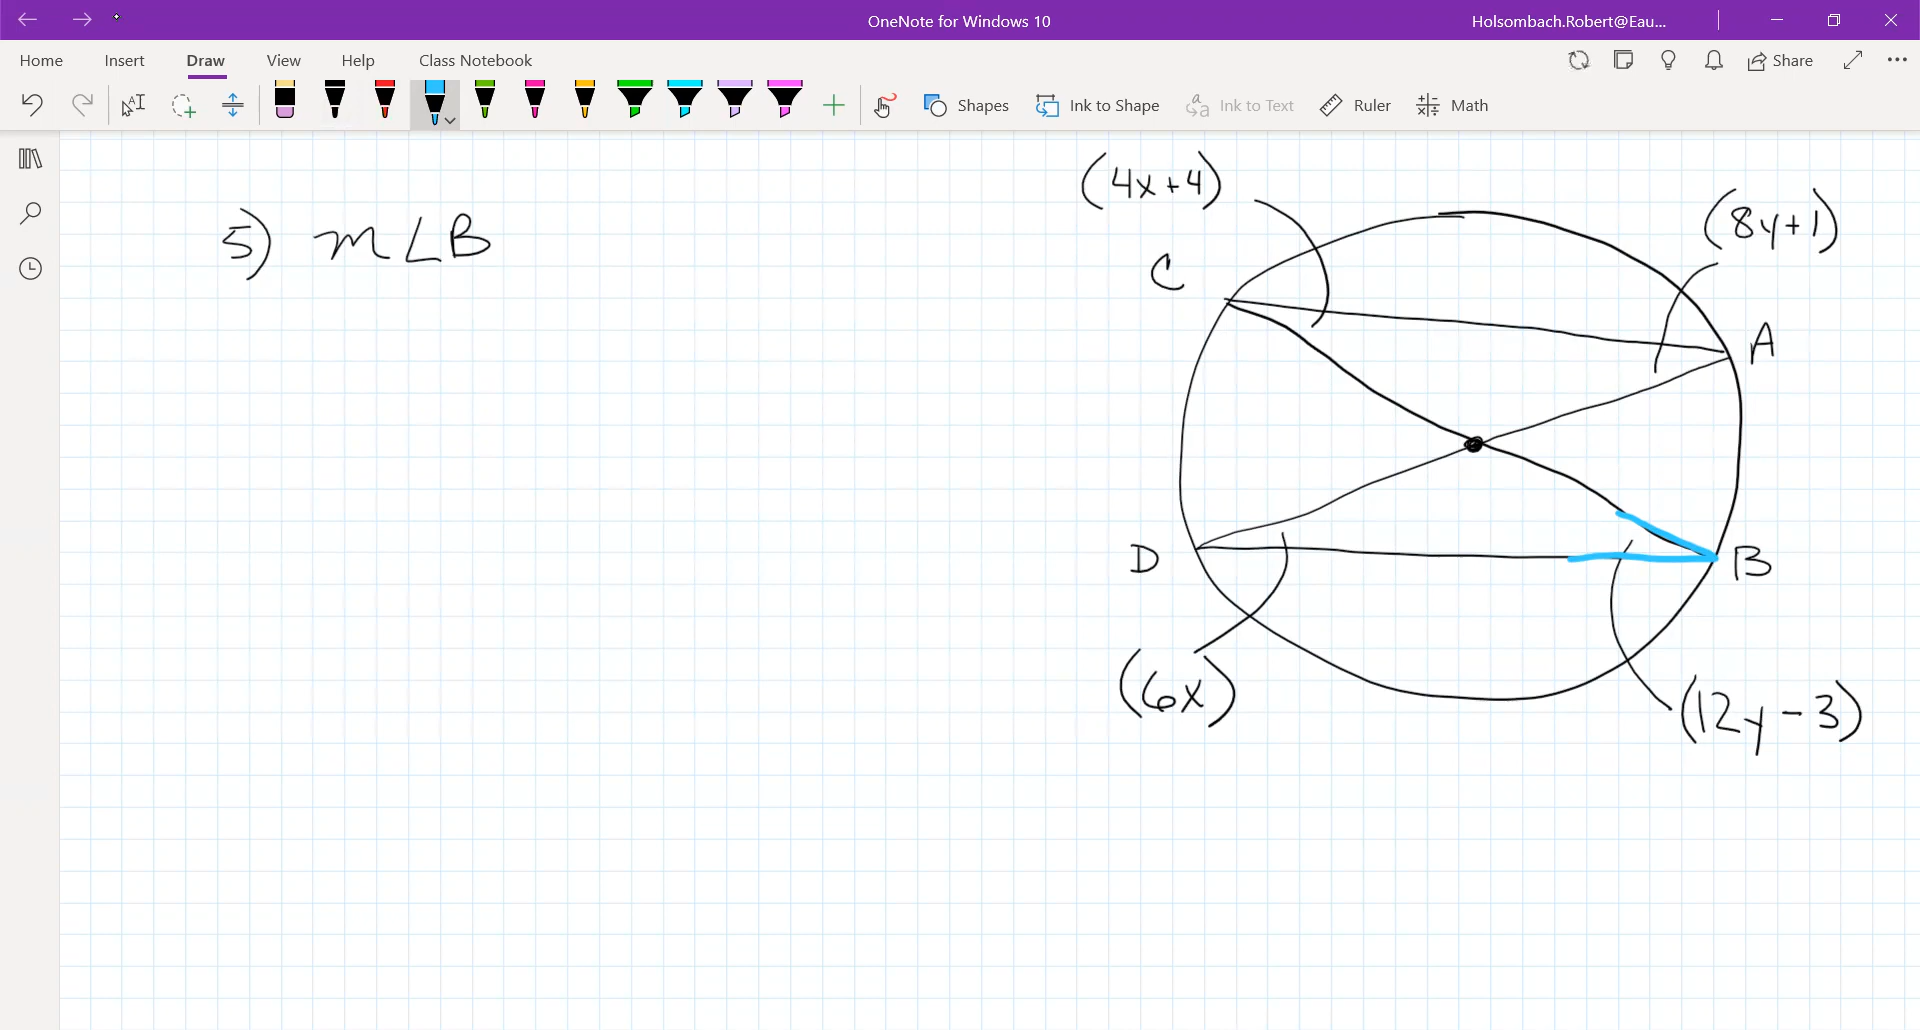 OneNote for Windows 10
Holsombach.Robert@Eau...
Home Insert Draw View Help Class Notebook
Share
Shapes Ink to Shape Ink to Text Ruler Math
(4x+4)
(8y+1)
5) m∠B
C
A
D
B
(6x)
(12y-3)